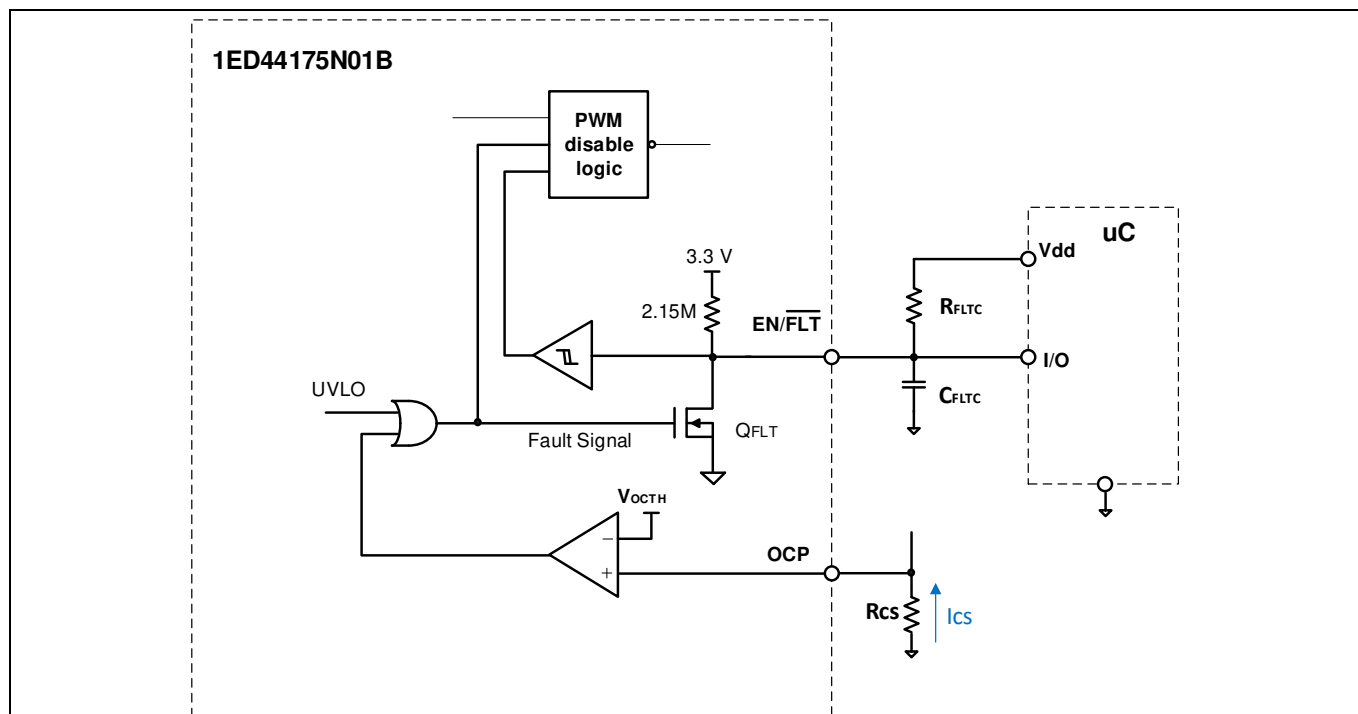 1ED44175N01B
PWM
disable
logic
uC
Vdd
3.3 V
2.15M
EN/FLT
RFLTC
I/O
CFLTC
UVLO
Fault Signal
QFLT
VOCTH
−
+
OCP
Rcs
Ics